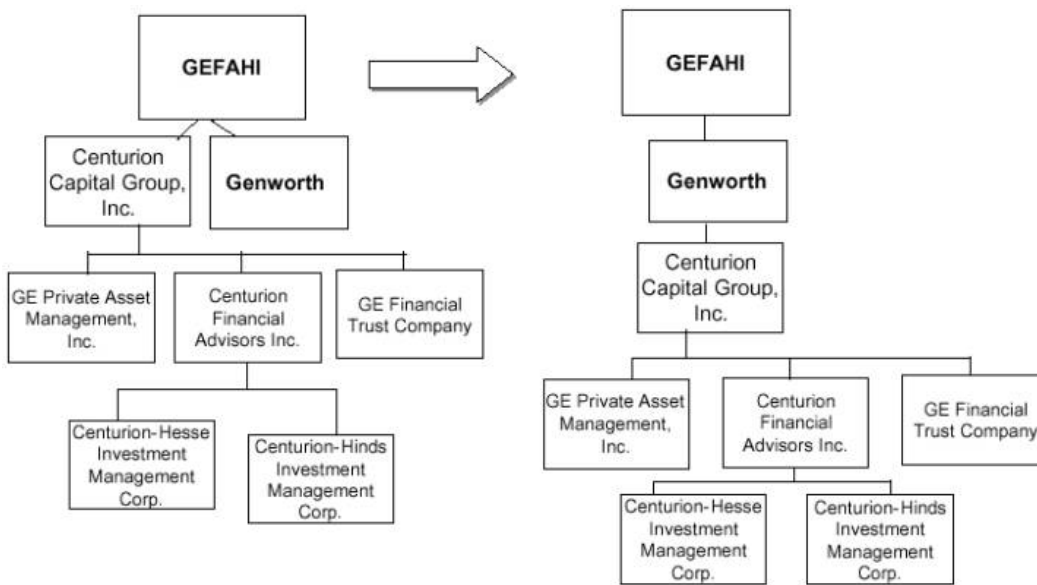 GEFAHI
Centurion
Capital Group,
Inc.
Genworth
GE Private Asset
Management,
Inc.
Centurion
Financial
Advisors Inc.
GE Financial
Trust Company
Centurion-Hesse
Investment
Management
Corp.
Centurion-Hinds
Investment
Management
Corp.
GEFAHI
Genworth
Centurion
Capital Group,
Inc.
GE Private Asset
Management,
Inc.
Centurion
Financial
Advisors Inc.
GE Financial
Trust Company
Centurion-Hesse
Investment
Management
Corp.
Centurion-Hinds
Investment
Management
Corp.